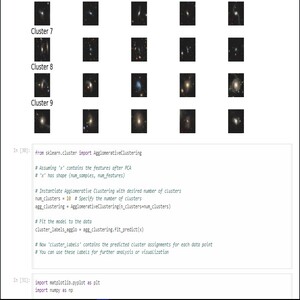 Cluster 7
Cluster 8
Cluster 9
from sklearn.cluster import AgglomerativeClustering
# Assuming 'x' contains the features after PCA
# 'x' has shape (num_samples, num_features)
# Instantiate Agglomerative Clustering with desired number of clusters
num_clusters = 10 # Specify the number of clusters
agg_clustering = AgglomerativeClustering(n_clusters=num_clusters)
# Fit the model to the data
cluster_labels_agglo = agg_clustering.fit_predict(x)
# Now 'cluster_labels' contains the predicted cluster assignments for each data point
# You can use these labels for further analysis or visualization
import matplotlib.pyplot as plt
import numpy as np